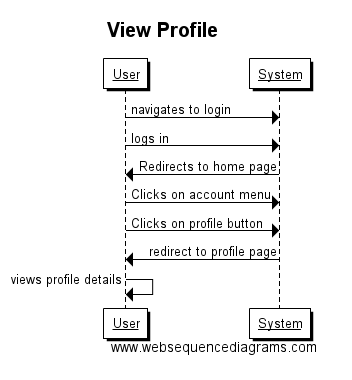 View Profile
User
System
navigates to login
logs in
Redirects to home page
Clicks on account menu
Clicks on profile button
redirect to profile page
views profile details
User
System
www.websequencediagrams.com